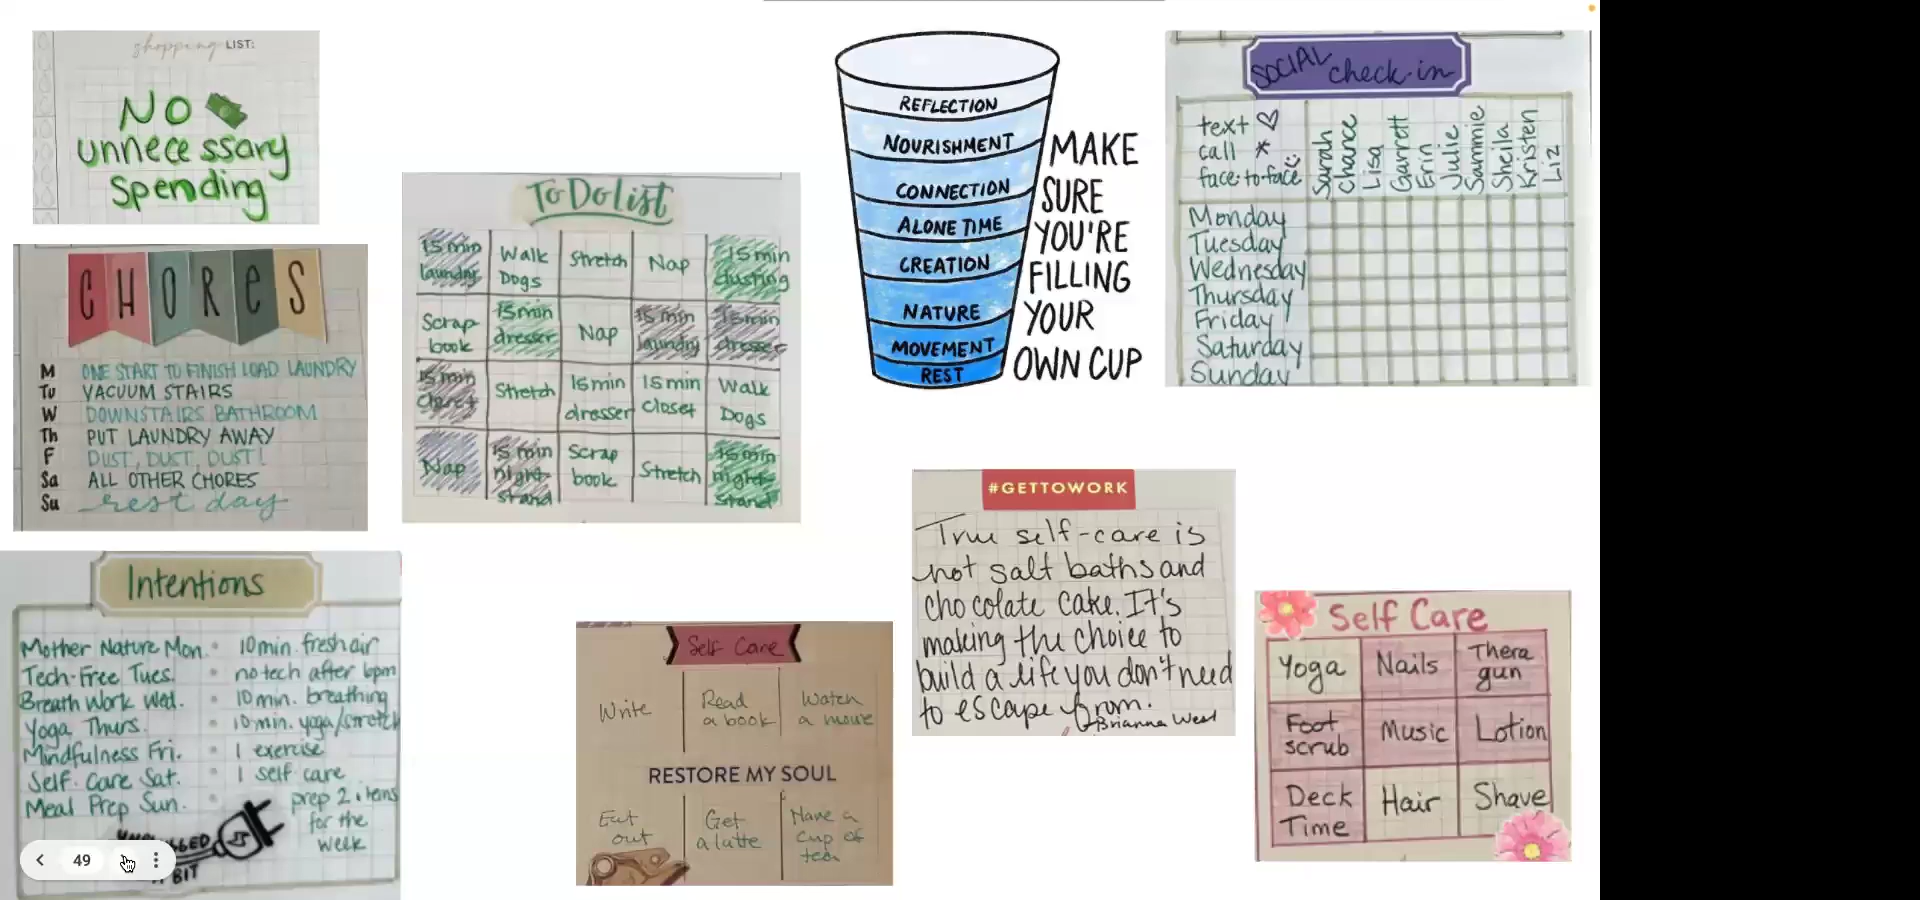 shopping LIST:
NO
unnecessary
spending
CHORES
M ONE START TO FINISH LOAD LAUNDRY
Tu VACUUM STAIRS
W DOWNSTAIRS BATHROOM
Th PUT LAUNDRY AWAY
F DUST, DUST, DUST!
Sa ALL OTHER CHORES
Su rest day
Intentions
Mother Nature Mon. • 10 min. fresh air
Tech-Free Tues. • no tech after 6pm
Breath Work Wed. • 10 min. breathing
Yoga Thurs. • 10 min. yoga/stretch
Mindfulness Fri. • 1 exercise
Self-Care Sat. • 1 self care
Meal Prep Sun. • prep 2 items
for the
week
BIT
49
To Do list
15 min laundry
Walk Dogs
Stretch
Nap
15 min dusting
Scrap book
15 min dresser
Nap
15 min laundry
15 min dresser
15 min closet
Stretch
15 min dresser
15 min closet
Walk Dogs
Nap
15 min night-stand
Scrap book
Stretch
15 min night-stand
REFLECTION
NOURISHMENT
CONNECTION
ALONE TIME
CREATION
NATURE
MOVEMENT
REST
MAKE
SURE
YOU'RE
FILLING
YOUR
OWN CUP
SOCIAL check-in
text ♡
call *
face-to-face
Sarah
Chance
Lisa
Garrett
Erin
Julie
Sammie
Sheila
Kristen
Liz
Monday
Tuesday
Wednesday
Thursday
Friday
Saturday
Sunday
Self Care
Write
Read a book
Watch a movie
RESTORE MY SOUL
Eat out
Get a latte
Have a cup of tea
#GETTOWORK
True self-care is
not salt baths and
chocolate cake. It's
making the choice to
build a life you don't need
to escape from.
-Brianna West
Self Care
Yoga
Nails
Thera gun
Foot scrub
Music
Lotion
Deck Time
Hair
Shave